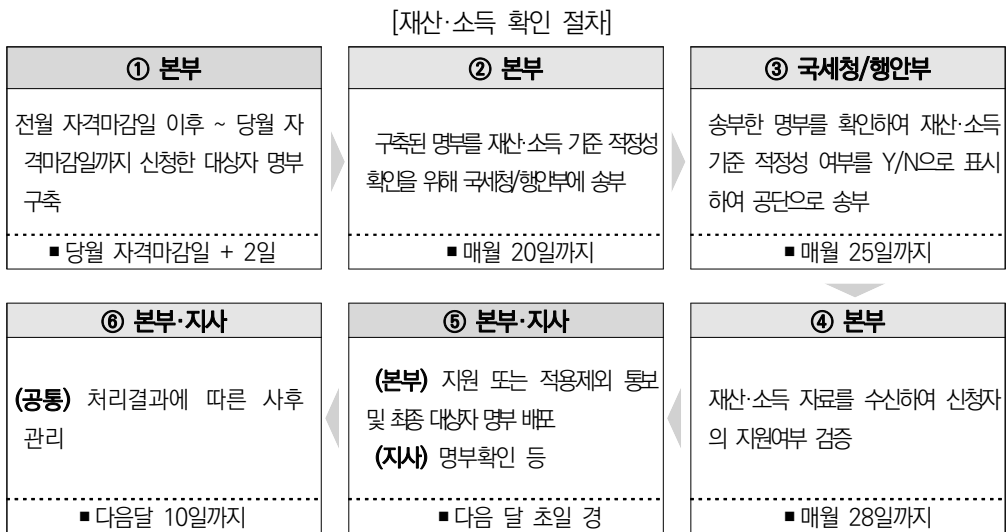 [재산·소득 확인 절차]
① 본부
전월 자격마감일 이후 ~ 당월 자
격마감일까지 신청한 대상자 명부
구축
■ 당월 자격마감일 + 2일
② 본부
구축된 명부를 재산·소득 기준 적정성
확인을 위해 국세청/행안부에 송부
■ 매월 20일까지
③ 국세청/행안부
송부한 명부를 확인하여 재산·소득
기준 적정성 여부를 Y/N으로 표시
하여 공단으로 송부
■ 매월 25일까지
④ 본부
재산·소득 자료를 수신하여 신청자
의 지원여부 검증
■ 매월 28일까지
⑤ 본부·지사
(본부) 지원 또는 적용제외 통보
및 최종 대상자 명부 배포
(지사) 명부확인 등
■ 다음 달 초일 경
⑥ 본부·지사
(공통) 처리결과에 따른 사후
관리
■ 다음달 10일까지